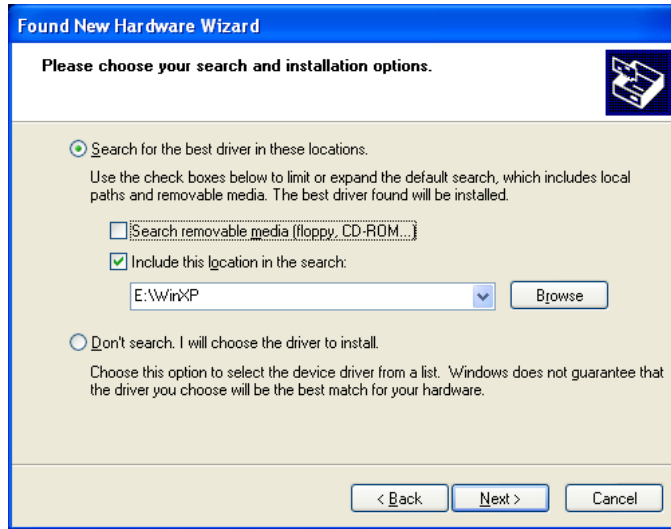 Found New Hardware Wizard
Please choose your search and installation options.
Search for the best driver in these locations.
Use the check boxes below to limit or expand the default search, which includes local
paths and removable media. The best driver found will be installed.
Search removable media (floppy, CD-ROM...)
Include this location in the search:
E:\WinXP
Browse
Don't search. I will choose the driver to install.
Choose this option to select the device driver from a list. Windows does not guarantee that
the driver you choose will be the best match for your hardware.
< Back
Next >
Cancel